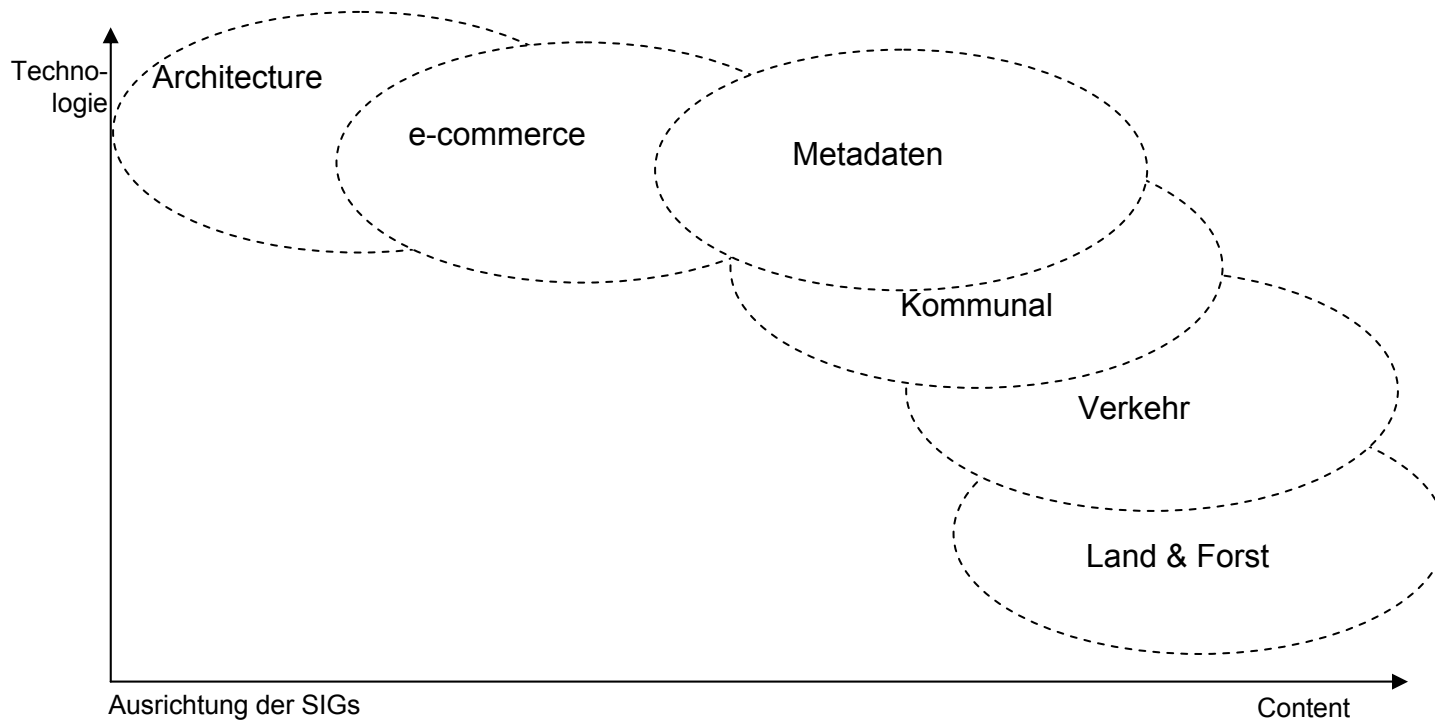 Techno-
logie
Architecture
e-commerce
Metadaten
Kommunal
Verkehr
Land & Forst
Ausrichtung der SIGs
Content